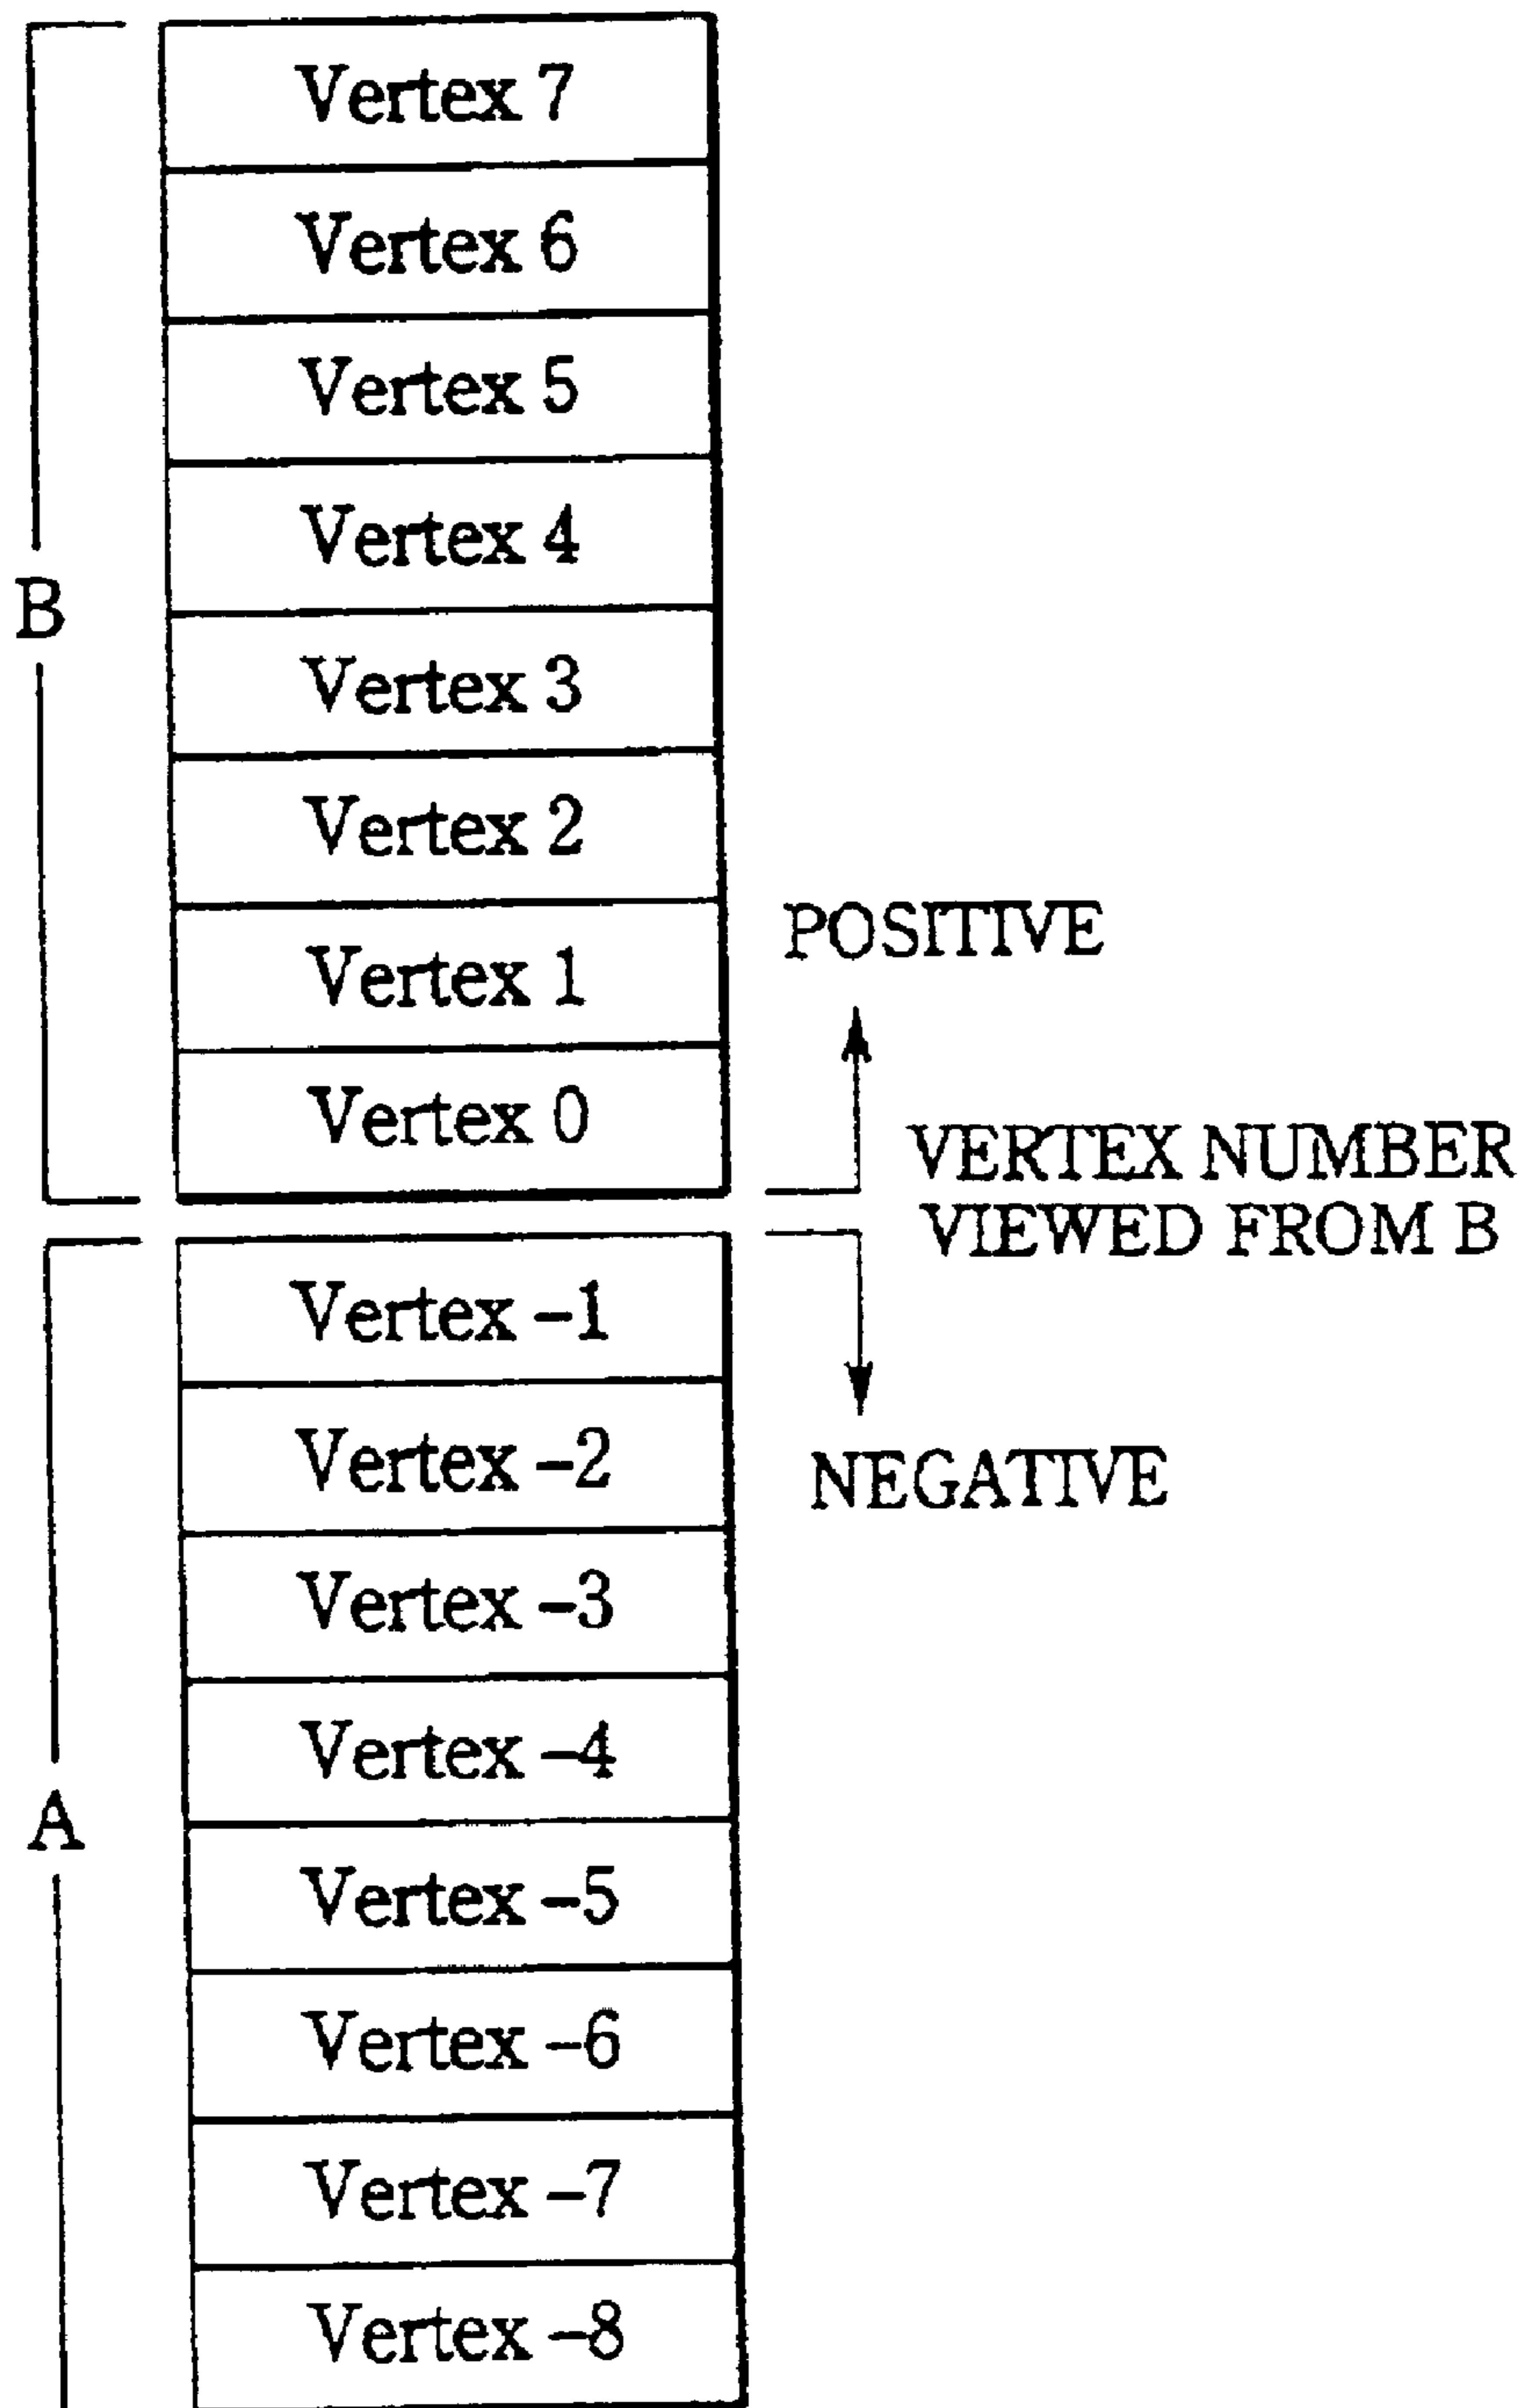 Vertex 7
Vertex 6
Vertex 5
Vertex 4
B
Vertex 3
Vertex 2
Vertex 1
POSITIVE
Vertex 0
VERTEX NUMBER
VIEWED FROM B
Vertex –1
Vertex –2
NEGATIVE
Vertex –3
Vertex –4
A
Vertex –5
Vertex –6
Vertex –7
Vertex –8